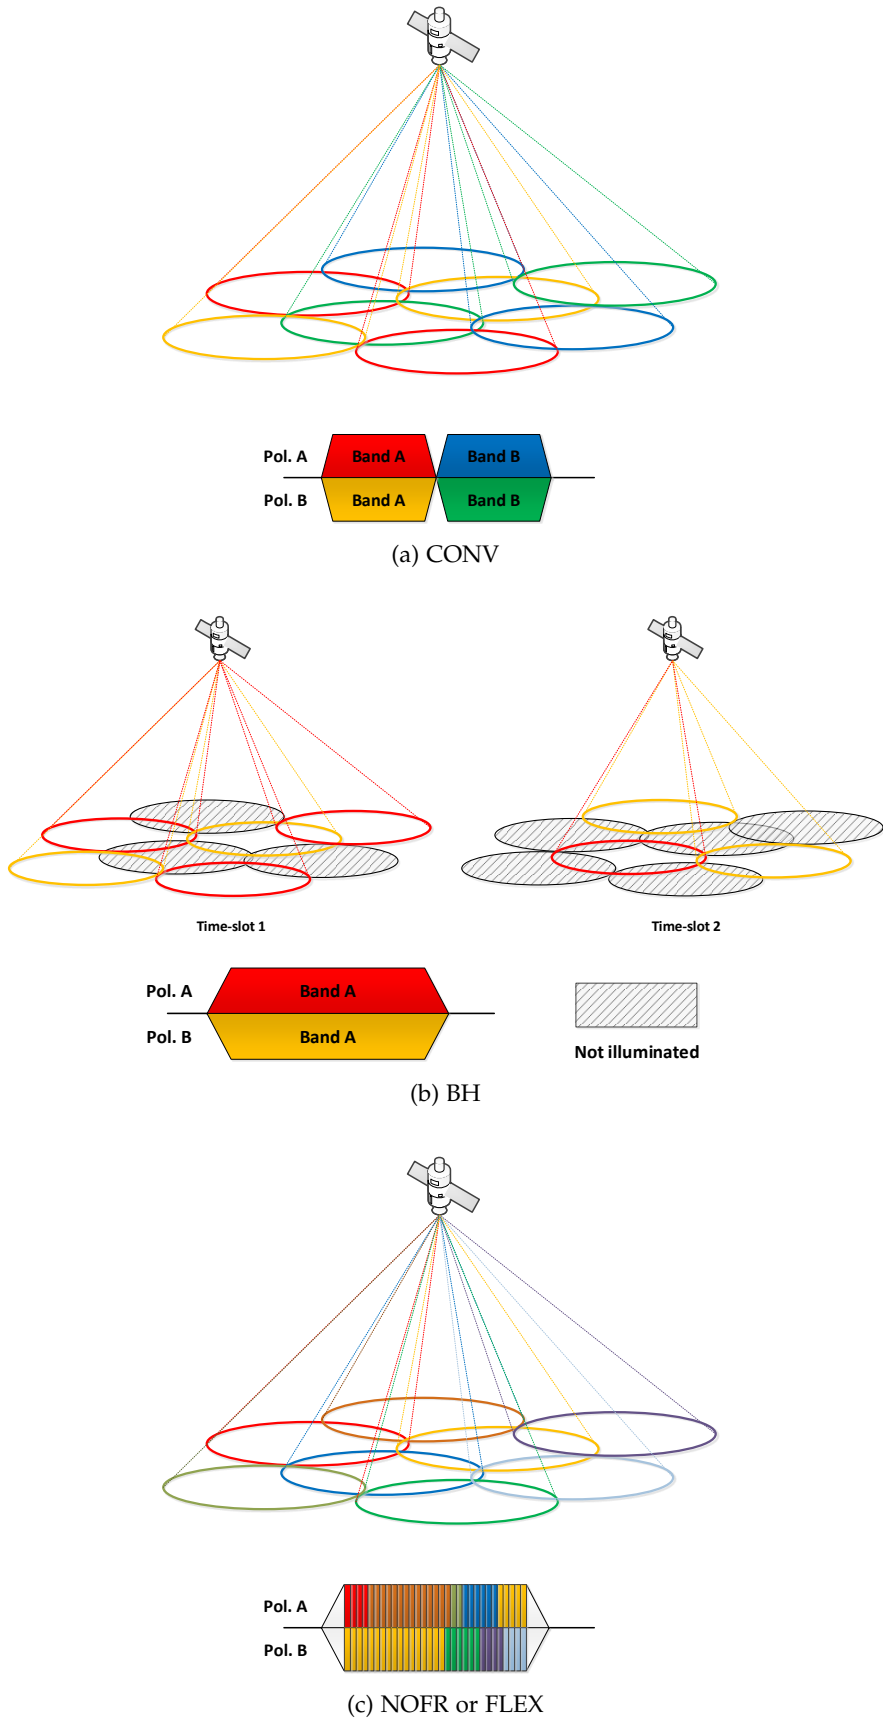 Pol. A Band A Band B
Pol. B Band A Band B
(a) CONV
Time-slot 1 Time-slot 2
Pol. A Band A
Pol. B Band A
Not illuminated
(b) BH
Pol. A
Pol. B
(c) NOFR or FLEX